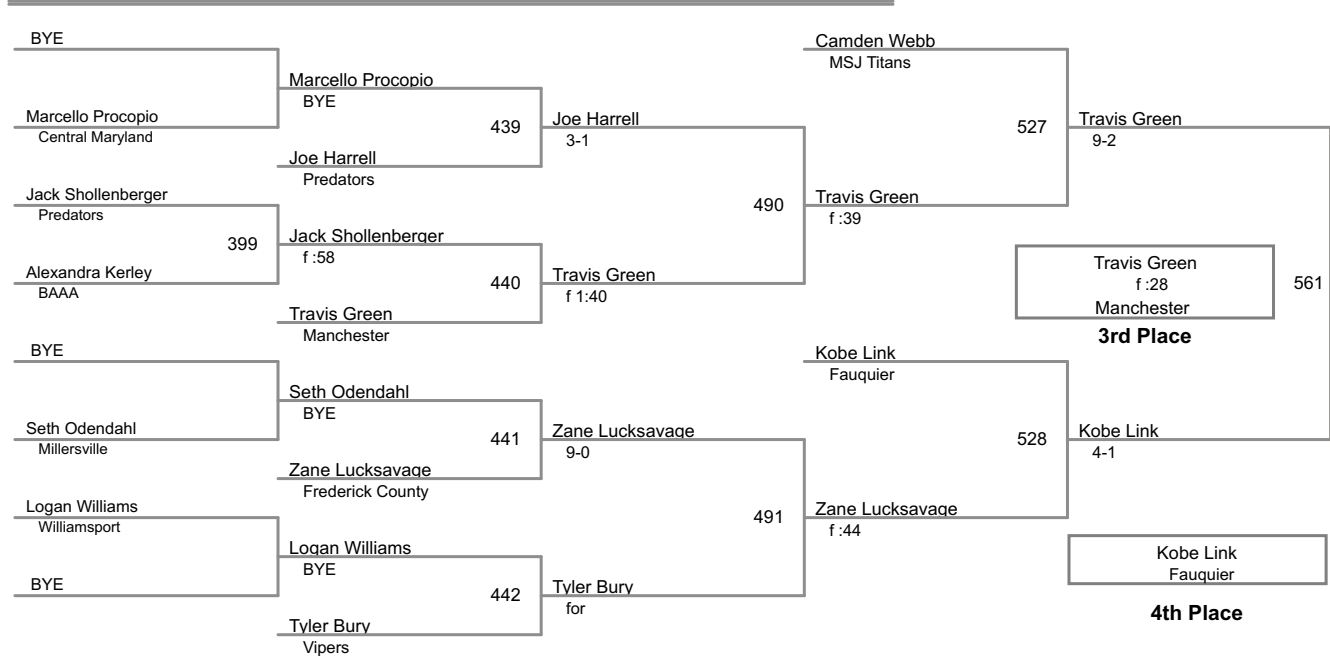 BYE
Marcello Procopio
Central Maryland
Jack Shollenberger
Predators
399
Alexandra Kerley
BAAA
BYE
Seth Odendahl
Millersville
Logan Williams
Williamsport
BYE
Marcello Procopio
BYE
439
Joe Harrell
Predators
Jack Shollenberger
f :58
440
Travis Green
Manchester
Seth Odendahl
BYE
441
Zane Lucksavage
Frederick County
Logan Williams
BYE
442
Tyler Bury
Vipers
Joe Harrell
3-1
490
Travis Green
f 1:40
Zane Lucksavage
9-0
491
Tyler Bury
for
Camden Webb
MSJ Titans
527
Travis Green
f :39
Kobe Link
Fauquier
528
Zane Lucksavage
f :44
Travis Green
9-2
Travis Green
f :28
Manchester
561
3rd Place
Kobe Link
4-1
Kobe Link
Fauquier
4th Place